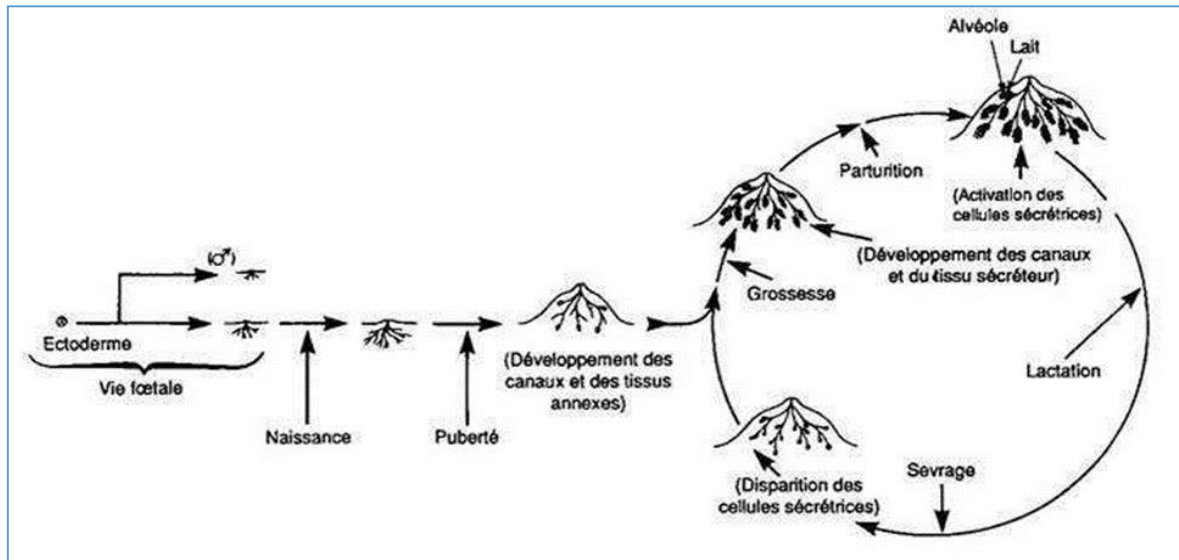 Alvéole
Lait
Parturition
(Activation des
cellules sécrétrices)
(Développement des canaux
et du tissu sécréteur)
Grossesse
(♂)
Ectoderme
Vie fœtale
Naissance
Puberté
(Développement des
canaux et des tissus
annexes)
Lactation
Sevrage
(Disparition des
cellules sécrétrices)